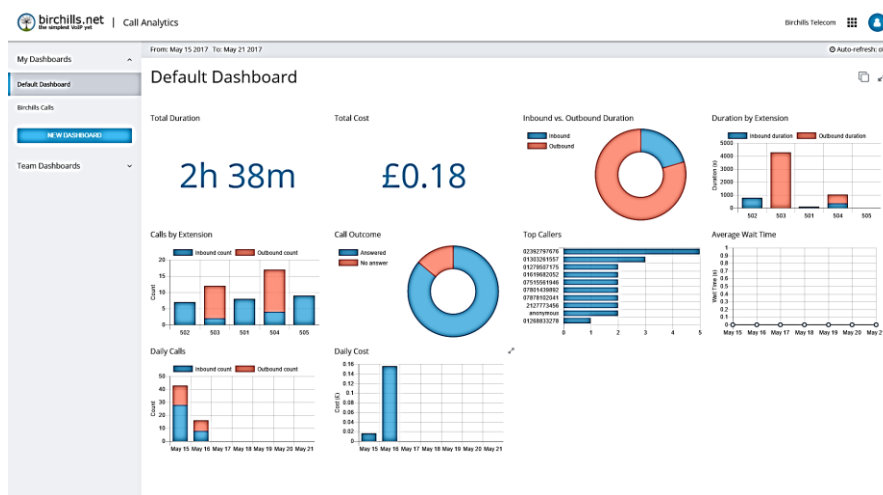 birchills.net | Call Analytics
the simplest VoIP yet
Birchills Telecom
From: May 15 2017 To: May 21 2017
Auto-refresh: o
My Dashboards
Default Dashboard
Birchills Calls
NEW DASHBOARD
Team Dashboards
Default Dashboard
Total Duration
2h 38m
Total Cost
£0.18
Inbound vs. Outbound Duration
Inbound
Outbound
Duration by Extension
Inbound duration Outbound duration
Duration (s)
5000
4000
3000
2000
1000
0
502 503 501 504 505
Calls by Extension
Inbound count Outbound count
Count
20
15
10
5
0
502 503 501 504 505
Call Outcome
Answered
No answer
Top Callers
02392797676
01303261557
01279507175
01619682052
07515561946
07801439892
07878102041
2127773456
anonymous
01268833278
0 1 2 3 4 5
Average Wait Time
Wait Time (s)
1
0.9
0.8
0.7
0.6
0.5
0.4
0.3
0.2
0.1
0
May 15 May 16 May 17 May 18 May 19 May 20 May 2
Daily Calls
Inbound count Outbound count
Count
50
40
30
20
10
0
May 15 May 16 May 17 May 18 May 19 May 20 May 21
Daily Cost
Cost (£)
0.16
0.14
0.12
0.1
0.08
0.06
0.04
0.02
0
May 15 May 16 May 17 May 18 May 19 May 20 May 21